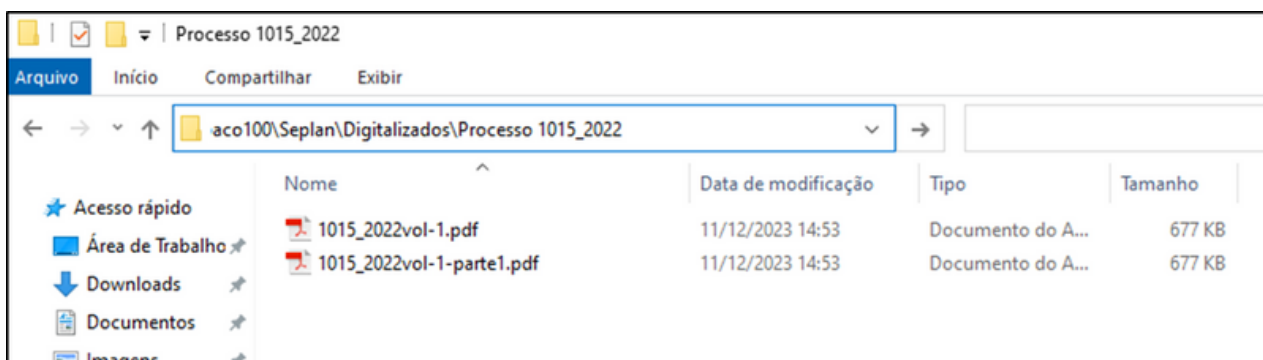 Processo 1015_2022
Arquivo Início Compartilhar Exibir
aco100\Seplan\Digitalizados\Processo 1015_2022
Nome Data de modificação Tipo Tamanho
Acesso rápido
1015_2022vol-1.pdf 11/12/2023 14:53 Documento do A... 677 KB
Área de Trabalho
1015_2022vol-1-parte1.pdf 11/12/2023 14:53 Documento do A... 677 KB
Downloads
Documentos
Imagens